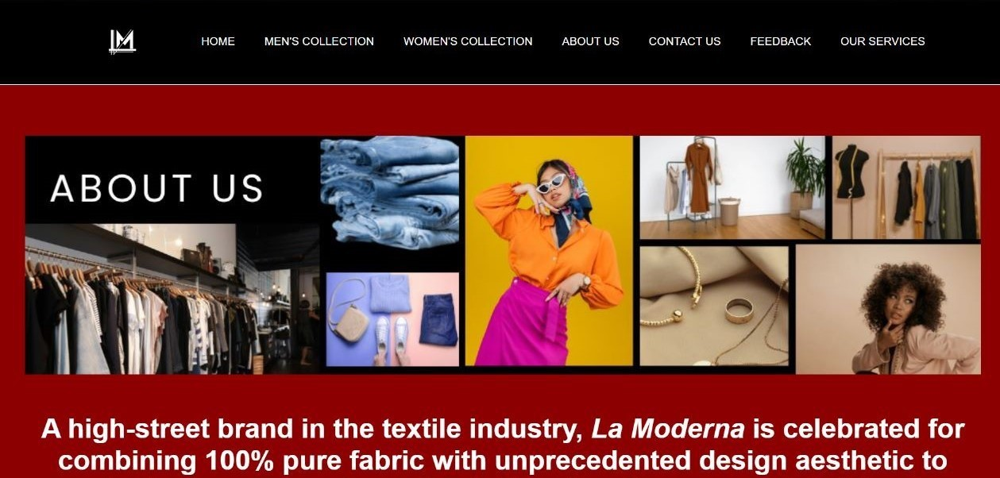 LM
HOME MEN'S COLLECTION WOMEN'S COLLECTION ABOUT US CONTACT US FEEDBACK OUR SERVICES
ABOUT US
A high-street brand in the textile industry, La Moderna is celebrated for
combining 100% pure fabric with unprecedented design aesthetic to